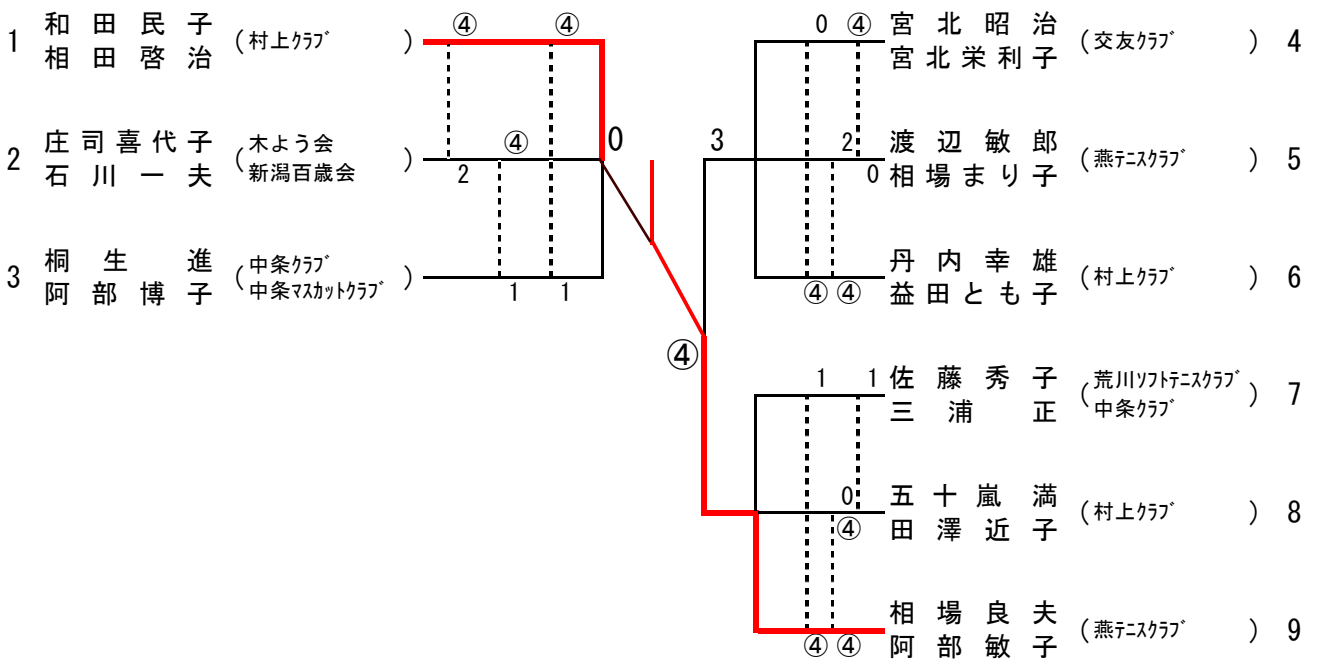 1 和田民子 相田啓治 (村上ｸﾗﾌﾞ) ④ ④
2 庄司喜代子 石川一夫 (木よう会 新潟百歳会) 2 ④ 0
3 桐生進 阿部博子 (中条ｸﾗﾌﾞ 中条ﾏｽｶｯﾄｸﾗﾌﾞ) 1 1
0 ④ 宮北昭治 宮北栄利子 (交友ｸﾗﾌﾞ) 4
3 2 0 渡辺敏郎 相場まり子 (燕ﾃﾆｽｸﾗﾌﾞ) 5
④ ④ 丹内幸雄 益田とも子 (村上ｸﾗﾌﾞ) 6
④
1 1 佐藤秀子 三浦正 (荒川ｿﾌﾄﾃﾆｽｸﾗﾌﾞ 中条ｸﾗﾌﾞ) 7
0 ④ 五十嵐満 田澤近子 (村上ｸﾗﾌﾞ) 8
④ ④ 相場良夫 阿部敏子 (燕ﾃﾆｽｸﾗﾌﾞ) 9